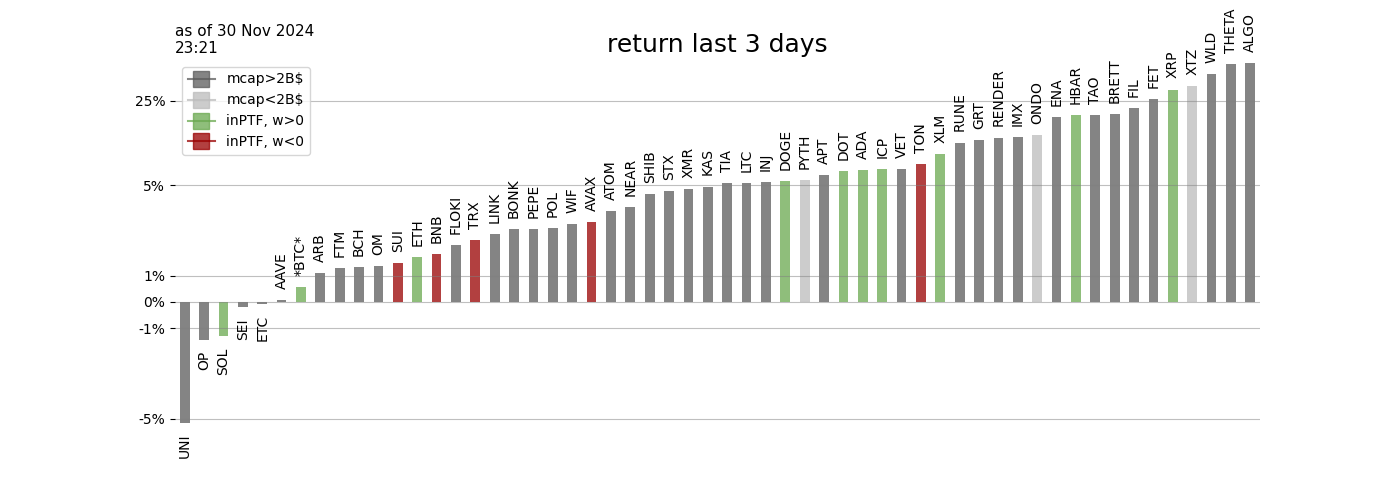 as of 30 Nov 2024
23:21
return last 3 days
mcap>2B$
mcap<2B$
inPTF, w>0
inPTF, w<0
25%
5%
1%
0%
-1%
-5%
UNI
OP
SOL
SEI
ETC
AAVE
*BTC*
ARB
FTM
BCH
OM
SUI
ETH
BNB
FLOKI
TRX
LINK
BONK
PEPE
POL
WIF
AVAX
ATOM
NEAR
SHIB
STX
XMR
KAS
TIA
LTC
INJ
DOGE
PYTH
APT
DOT
ADA
ICP
VET
TON
XLM
RUNE
GRT
RENDER
IMX
ONDO
ENA
HBAR
TAO
BRETT
FIL
FET
XRP
XTZ
WLD
THETA
ALGO